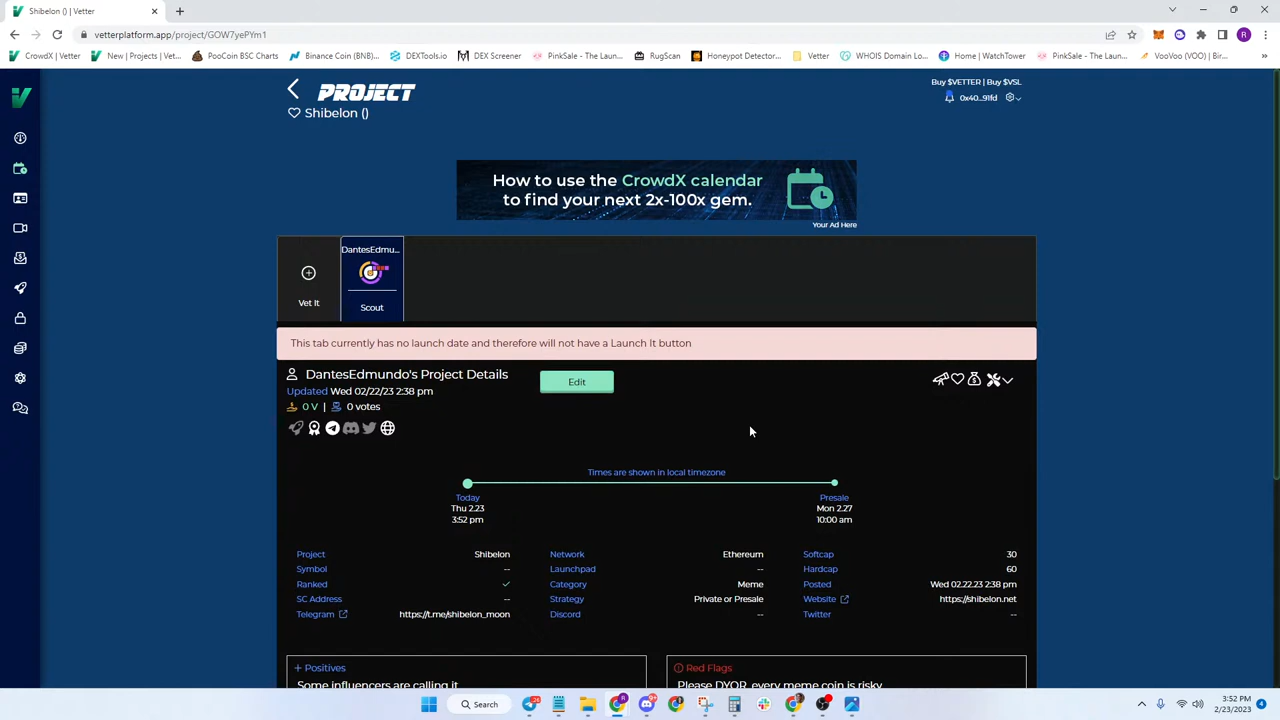 Shibelon () | Vetter
vetterplatform.app/project/GOW7yePYm1
CrowdX | Vetter
New | Projects | Vet...
PooCoin BSC Charts
Binance Coin (BNB)...
DEXTools.io
DEX Screener
PinkSale - The Laun...
RugScan
Honeypot Detector...
Vetter
WHOIS Domain Lo...
Home | WatchTower
PinkSale - The Laun...
VooVoo (VOO) | Bir...
PROJECT
Shibelon ()
Buy $VETTER | Buy $VSL
0x40...91fd
How to use the CrowdX calendar
to find your next 2x-100x gem.
Your Ad Here
Vet It
DantesEdmu...
Scout
This tab currently has no launch date and therefore will not have a Launch It button
DantesEdmundo's Project Details
Updated Wed 02/22/23 2:38 pm
0 V | 0 votes
Edit
Times are shown in local timezone
Today
Thu 2.23
3:52 pm
Presale
Mon 2.27
10:00 am
Project Shibelon
Symbol --
Ranked ✓
SC Address --
Telegram https://t.me/shibelon_moon
Network Ethereum
Launchpad --
Category Meme
Strategy Private or Presale
Discord --
Softcap 30
Hardcap 60
Posted Wed 02.22.23 2:38 pm
Website https://shibelon.net
Twitter --
+ Positives
Some influencers are calling it
Red Flags
Please DYOR, every meme coin is risky
Search
3:52 PM
2/23/2023